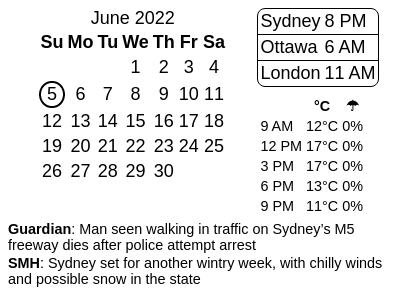 June 2022
Su Mo Tu We Th Fr Sa
1 2 3 4
5 6 7 8 9 10 11
12 13 14 15 16 17 18
19 20 21 22 23 24 25
26 27 28 29 30
Sydney 8 PM
Ottawa 6 AM
London 11 AM
°C ☂
9 AM 12°C 0%
12 PM 17°C 0%
3 PM 17°C 0%
6 PM 13°C 0%
9 PM 11°C 0%
Guardian: Man seen walking in traffic on Sydney's M5
freeway dies after police attempt arrest
SMH: Sydney set for another wintry week, with chilly winds
and possible snow in the state